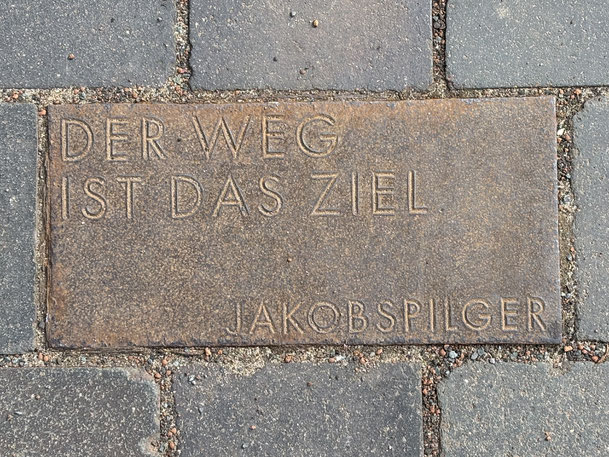 DER WEG
IST DAS ZIEL
JAKOBSPILGER